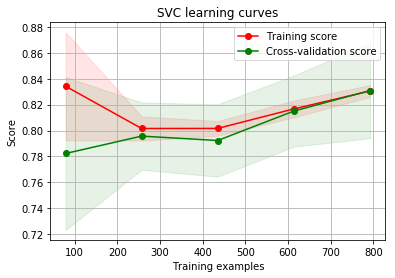 SVC learning curves
0.88
0.86
0.84
0.82
0.80
0.78
0.76
0.74
0.72
Score
Training score
Cross-validation score
100 200 300 400 500 600 700 800
Training examples